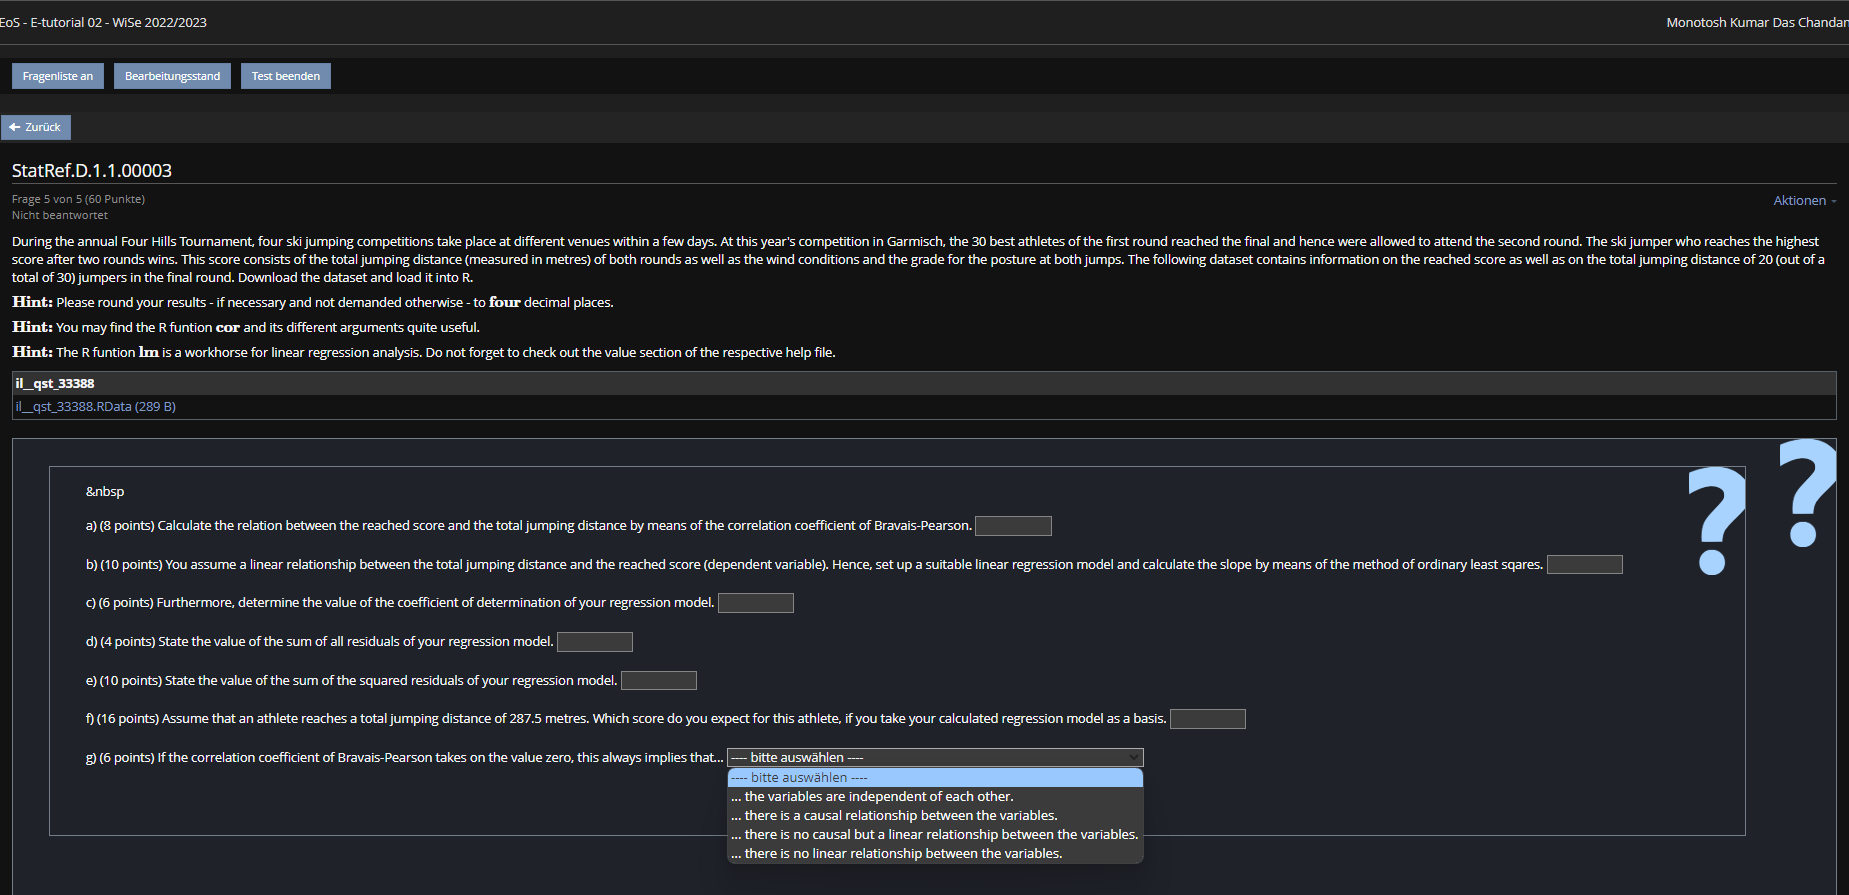 EoS - E-tutorial 02 - WiSe 2022/2023
Monotosh Kumar Das Chandan
Fragenliste an
Bearbeitungsstand
Test beenden
Zurück
StatRef.D.1.1.00003
Frage 5 von 5 (60 Punkte)
Nicht beantwortet
Aktionen
During the annual Four Hills Tournament, four ski jumping competitions take place at different venues within a few days. At this year's competition in Garmisch, the 30 best athletes of the first round reached the final and hence were allowed to attend the second round. The ski jumper who reaches the highest
score after two rounds wins. This score consists of the total jumping distance (measured in metres) of both rounds as well as the wind conditions and the grade for the posture at both jumps. The following dataset contains information on the reached score as well as on the total jumping distance of 20 (out of a
total of 30) jumpers in the final round. Download the dataset and load it into R.
Hint: Please round your results - if necessary and not demanded otherwise - to four decimal places.
Hint: You may find the R funtion cor and its different arguments quite useful.
Hint: The R funtion lm is a workhorse for linear regression analysis. Do not forget to check out the value section of the respective help file.
il__qst_33388
il__qst_33388.RData (289 B)
?
?
&nbsp
a) (8 points) Calculate the relation between the reached score and the total jumping distance by means of the correlation coefficient of Bravais-Pearson.
b) (10 points) You assume a linear relationship between the total jumping distance and the reached score (dependent variable). Hence, set up a suitable linear regression model and calculate the slope by means of the method of ordinary least sqares.
c) (6 points) Furthermore, determine the value of the coefficient of determination of your regression model.
d) (4 points) State the value of the sum of all residuals of your regression model.
e) (10 points) State the value of the sum of the squared residuals of your regression model.
f) (16 points) Assume that an athlete reaches a total jumping distance of 287.5 metres. Which score do you expect for this athlete, if you take your calculated regression model as a basis.
g) (6 points) If the correlation coefficient of Bravais-Pearson takes on the value zero, this always implies that... ---- bitte auswählen ----
---- bitte auswählen ----
... the variables are independent of each other.
... there is a causal relationship between the variables.
... there is no causal but a linear relationship between the variables.
... there is no linear relationship between the variables.